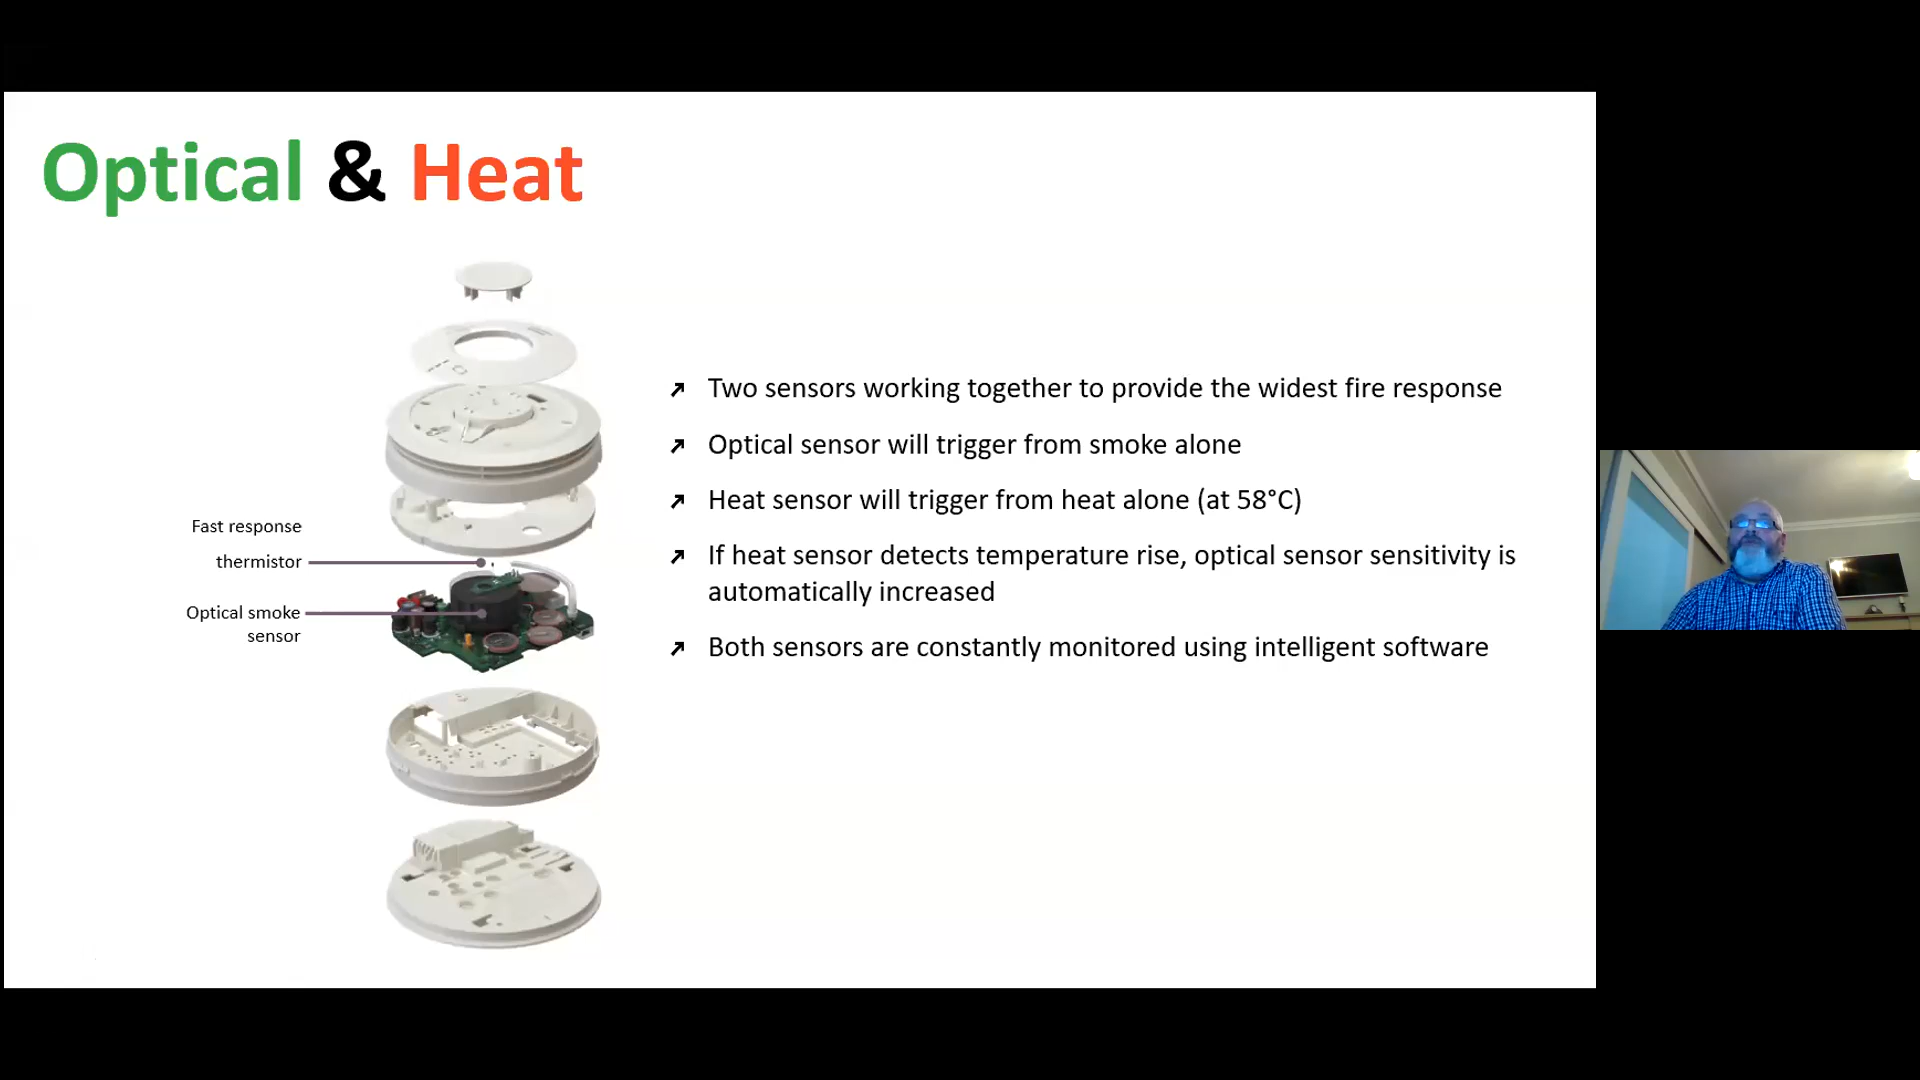 Optical & Heat
Fast response
thermistor
Optical smoke
sensor
Two sensors working together to provide the widest fire response
Optical sensor will trigger from smoke alone
Heat sensor will trigger from heat alone (at 58°C)
If heat sensor detects temperature rise, optical sensor sensitivity is
automatically increased
Both sensors are constantly monitored using intelligent software